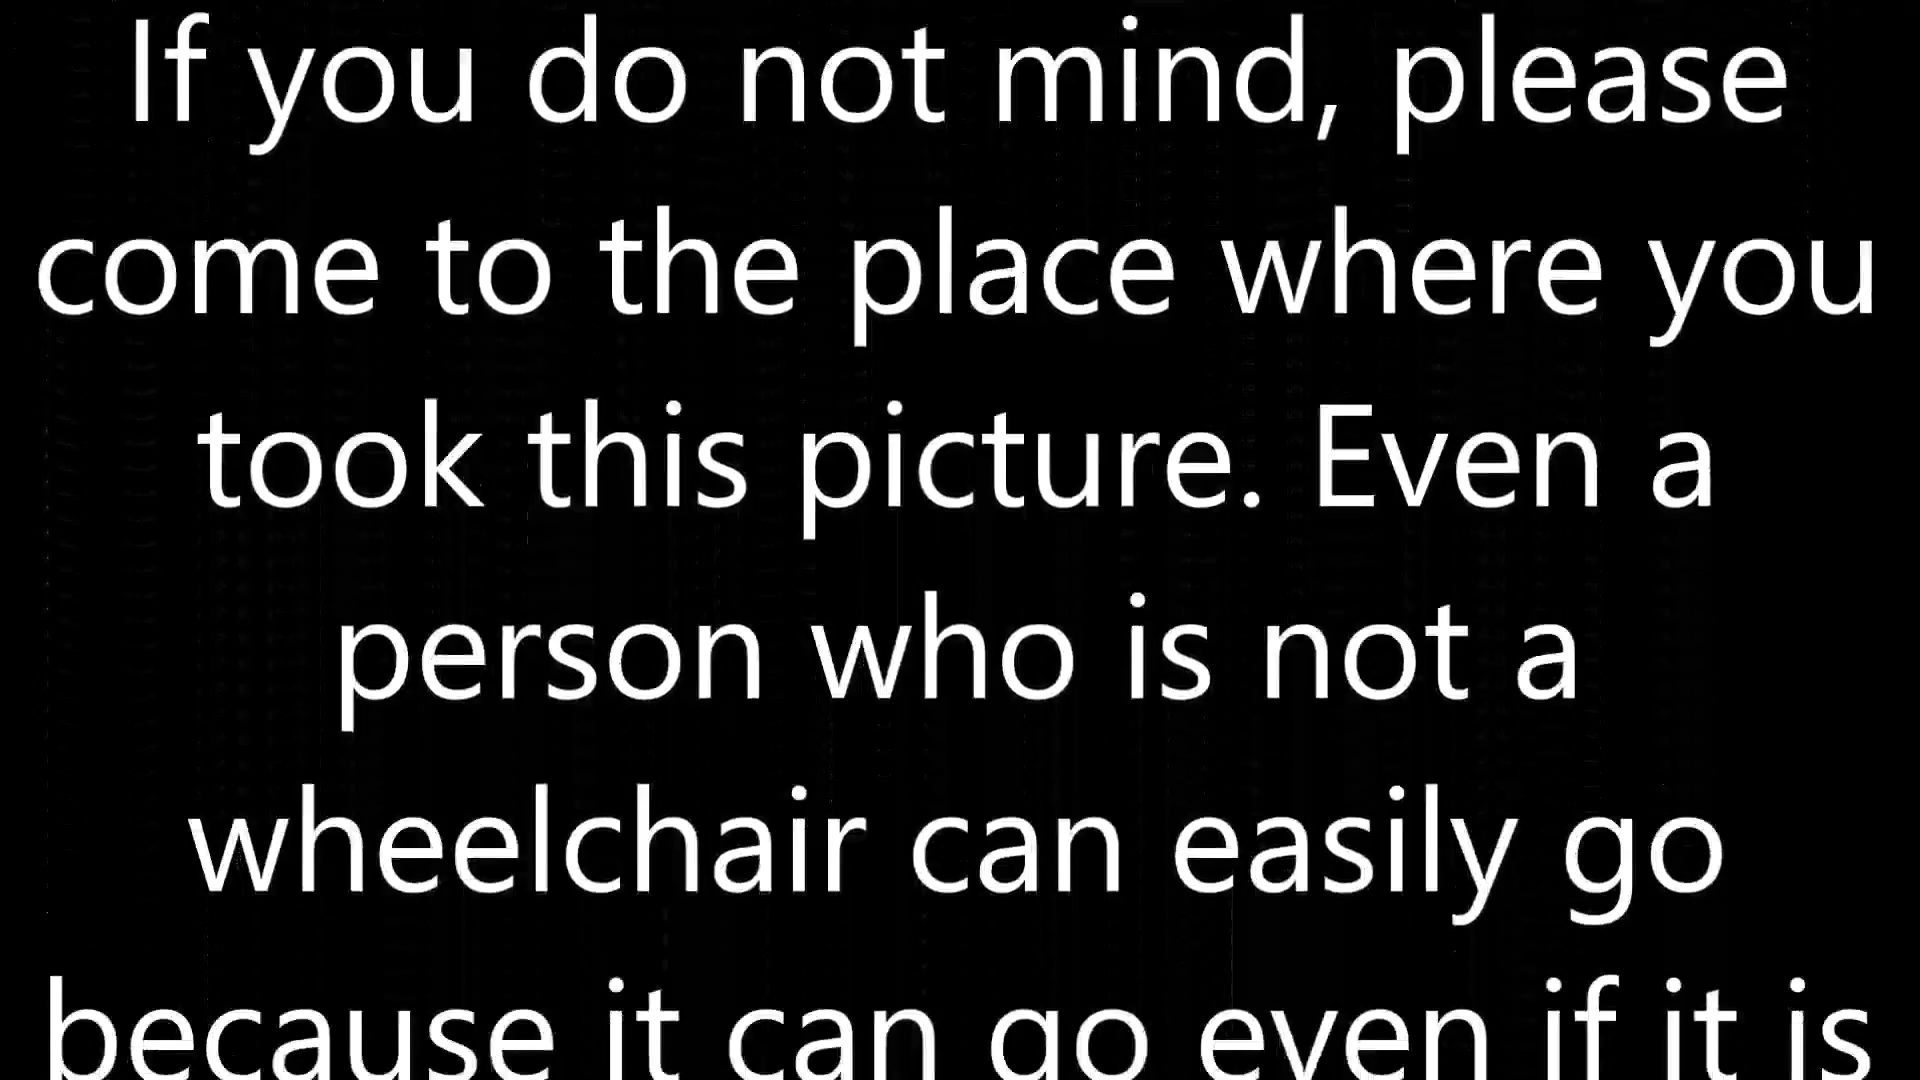 If you do not mind, please
come to the place where you
took this picture. Even a
person who is not a
wheelchair can easily go
because it can go even if it is